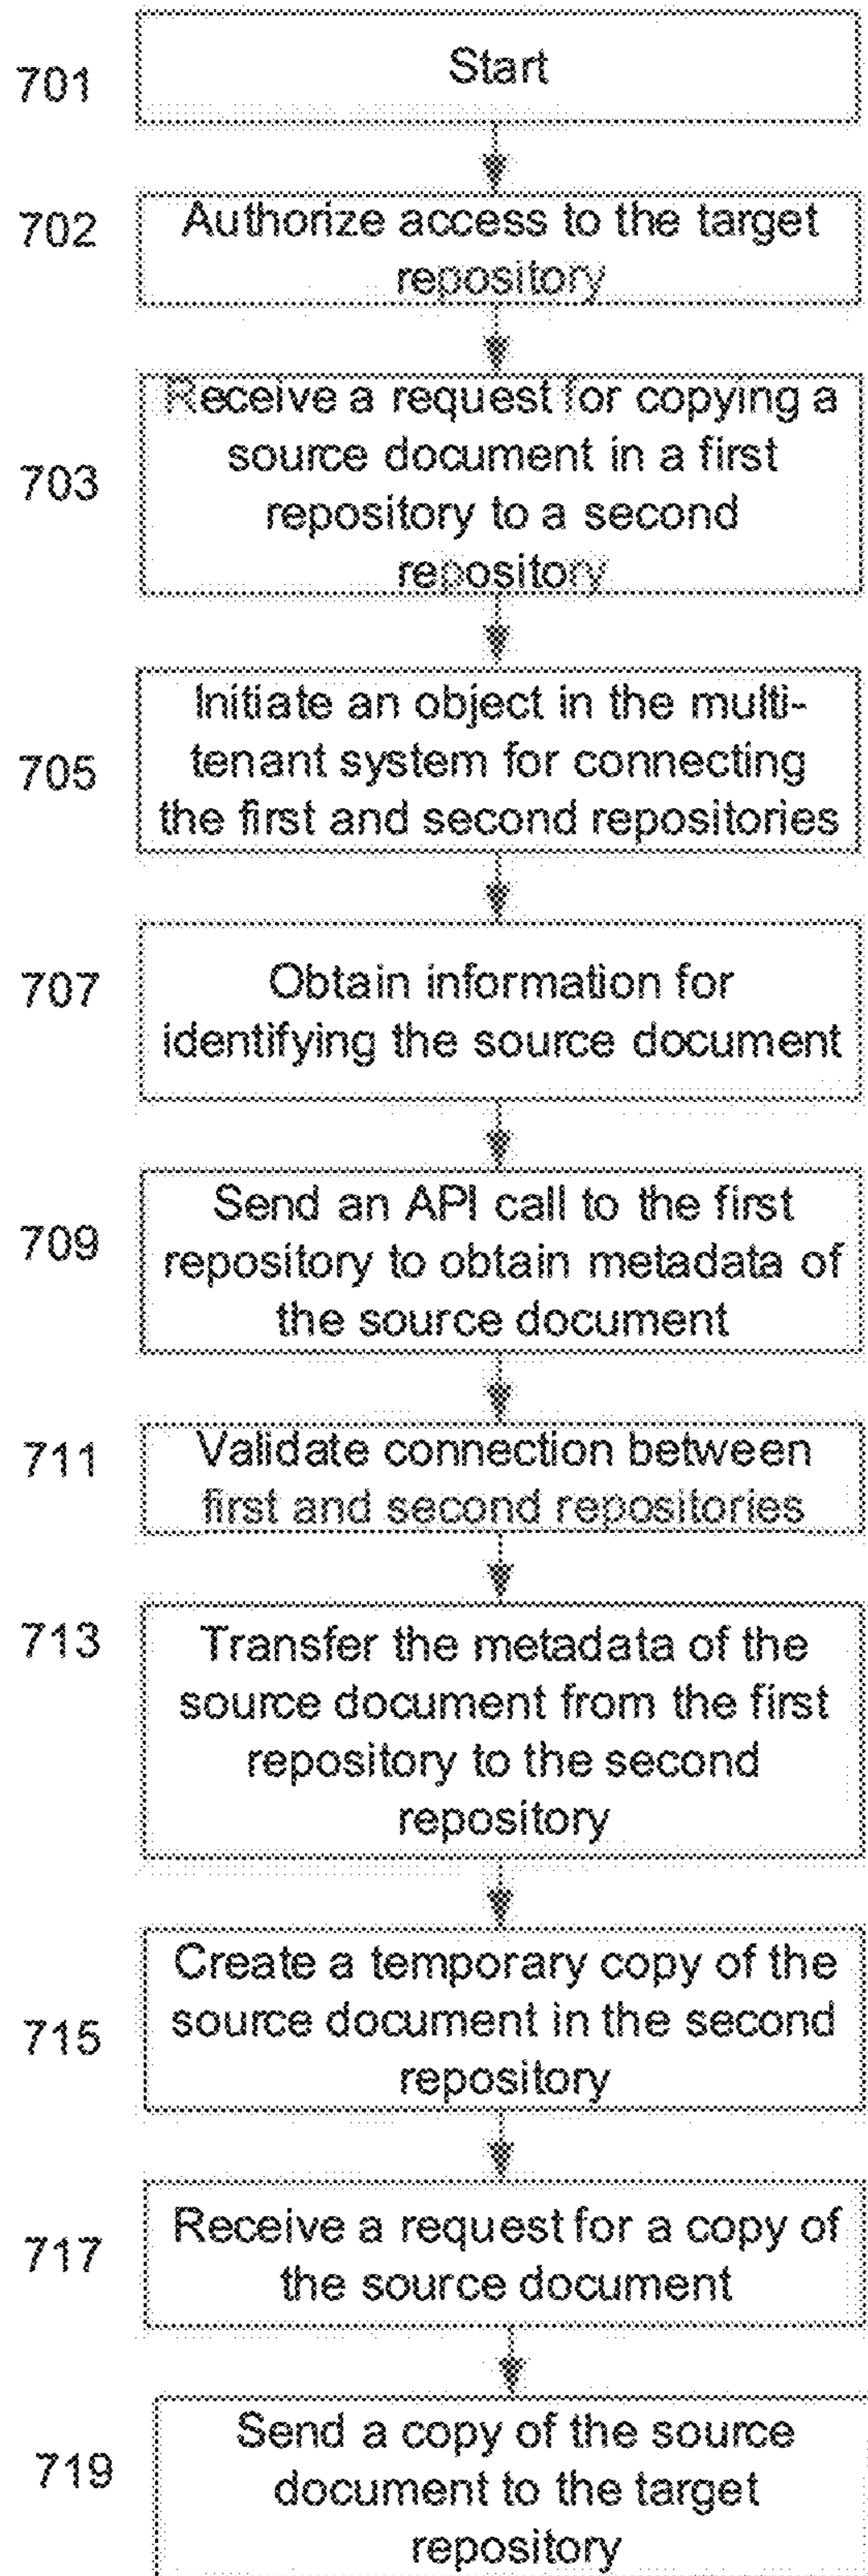 701
Start
702
Authorize access to the target
repository
703
Receive a request for copying a
source document in a first
repository to a second
repository
705
Initiate an object in the multi-
tenant system for connecting
the first and second repositories
707
Obtain information for
identifying the source document
709
Send an API call to the first
repository to obtain metadata of
the source document
711
Validate connection between
first and second repositories
713
Transfer the metadata of the
source document from the first
repository to the second
repository
715
Create a temporary copy of the
source document in the second
repository
717
Receive a request for a copy of
the source document
719
Send a copy of the source
document to the target
repository